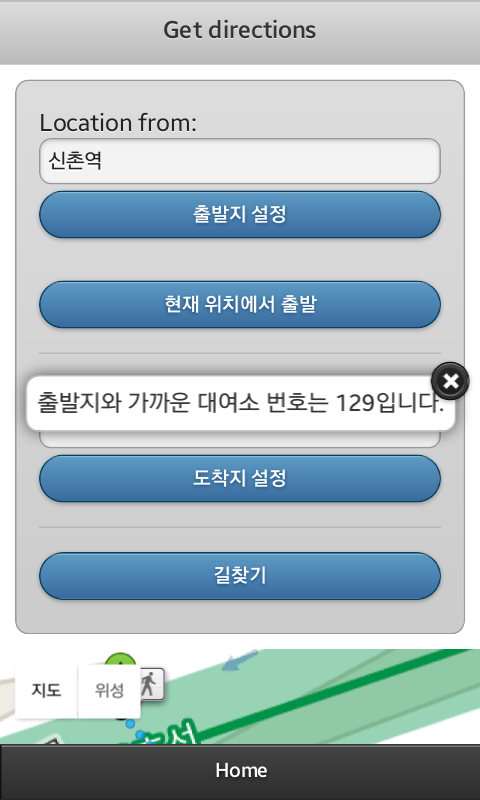 Get directions
Location from:
신촌역
출발지 설정
현재 위치에서 출발
출발지와 가까운 대여소 번호는 129입니다.
도착지 설정
길찾기
지도
위성
Home